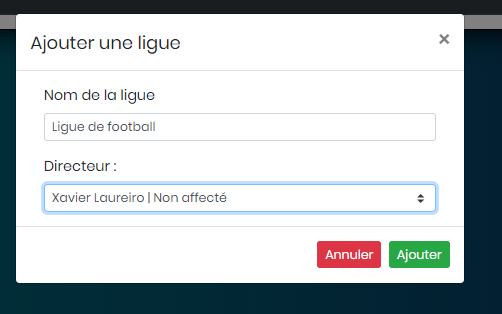 Ajouter une ligue
×
Nom de la ligue
Ligue de football
Directeur :
Xavier Laureiro | Non affecté
Annuler Ajouter